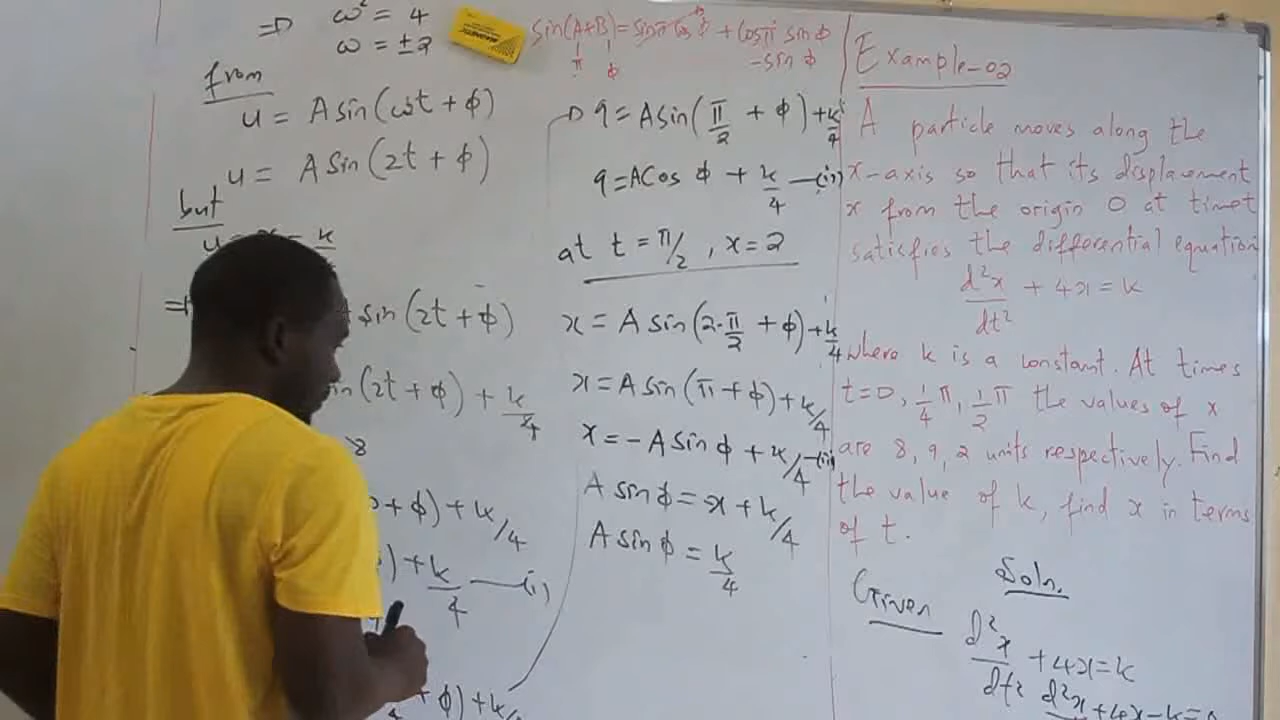 ⇒ ω² = 4
ω = ±2
from
u = A sin(ωt + ϕ)
u = A sin(2t + ϕ)
but
⇒ A sin(2t + ϕ)
in(2t + ϕ) + k/4
8
+ ϕ) + k/4
) + k/4 —(i)
+ ϕ) + k/
sin(A+B) = sinπ cos ϕ + cosπ sin ϕ
π ϕ
-sin ϕ
⇒ 9 = A sin(π/2 + ϕ) + k/4
9 = A Cos ϕ + k/4 —(ii)
at t = π/2, x = 2
x = A sin(2·π/2 + ϕ) + k/4
x = A sin(π + ϕ) + k/4
x = -A sin ϕ + k/4
A sin ϕ = x + k/4
A sin ϕ = k/4
Example-02
A particle moves along the
x-axis so that its displacement
x from the origin O at time t
satisfies the differential equation
d²x/dt² + 4x = k
where k is a constant. At times
t=0, 1/4 π, 1/2 π the values of x
are 8, 9, 2 units respectively. Find
the value of k, find x in terms
of t.
Soln.
Given
d²x/dt² + 4x = k
d²x + 4x - k = 0